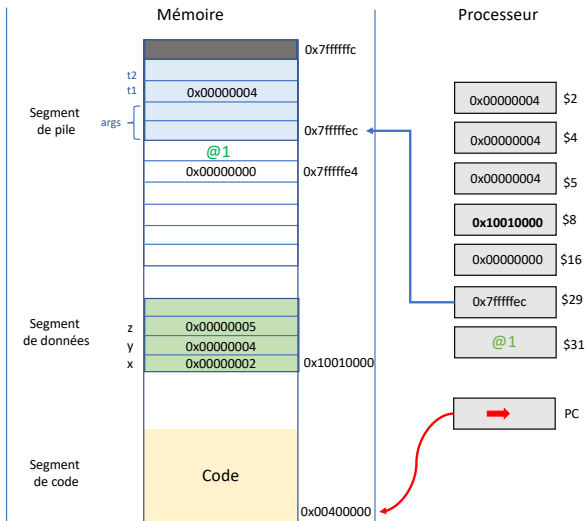 Mémoire
Processeur
0x7ffffffc
t2
t1
0x00000004
Segment
de pile
args
0x7fffffec
@1
0x00000000
0x7fffffe4
0x00000004
$2
0x00000004
$4
0x00000004
$5
0x10010000
$8
0x00000000
$16
0x7fffffec
$29
@1
$31
PC
Segment
de données
z
0x00000005
y
0x00000004
x
0x00000002
0x10010000
Segment
de code
Code
0x00400000